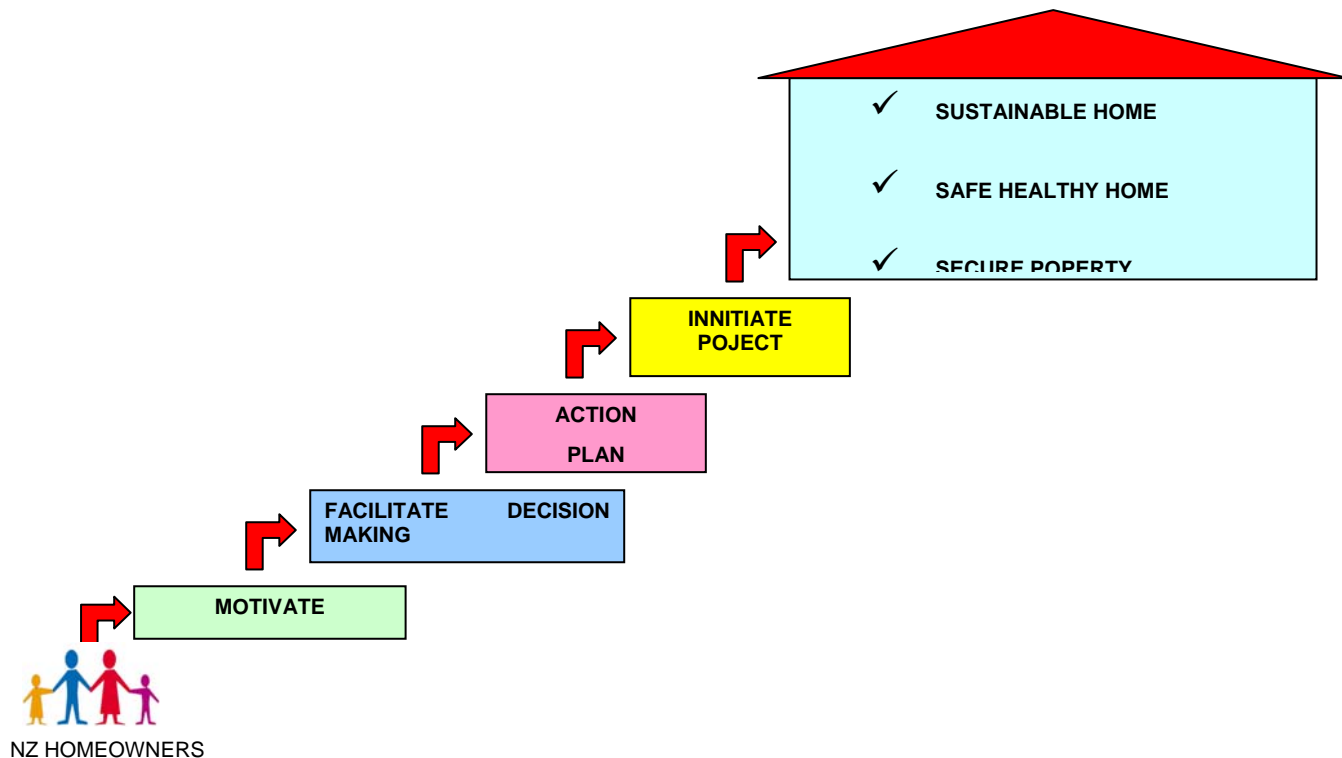 ✓ SUSTAINABLE HOME
✓ SAFE HEALTHY HOME
✓ SECURE POPERTY
INNITIATE
POJECT
ACTION
PLAN
FACILITATE DECISION
MAKING
MOTIVATE
NZ HOMEOWNERS